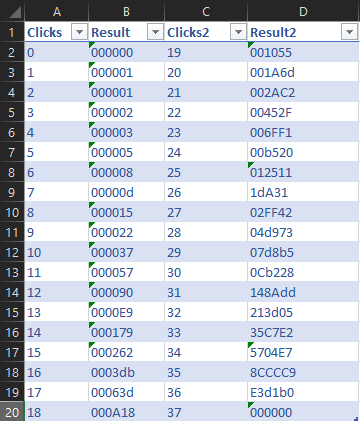 A B C D
1 Clicks Result Clicks2 Result2
2 0 000000 19 001055
3 1 000001 20 001A6d
4 2 000001 21 002AC2
5 3 000002 22 00452F
6 4 000003 23 006FF1
7 5 000005 24 00b520
8 6 000008 25 012511
9 7 00000d 26 1dA31
10 8 000015 27 02FF42
11 9 000022 28 04d973
12 10 000037 29 07d8b5
13 11 000057 30 0Cb228
14 12 000090 31 148Add
15 13 0000E9 32 213d05
16 14 000179 33 35C7E2
17 15 000262 34 5704E7
18 16 0003db 35 8CCCC9
19 17 00063d 36 E3d1b0
20 18 000A18 37 000000